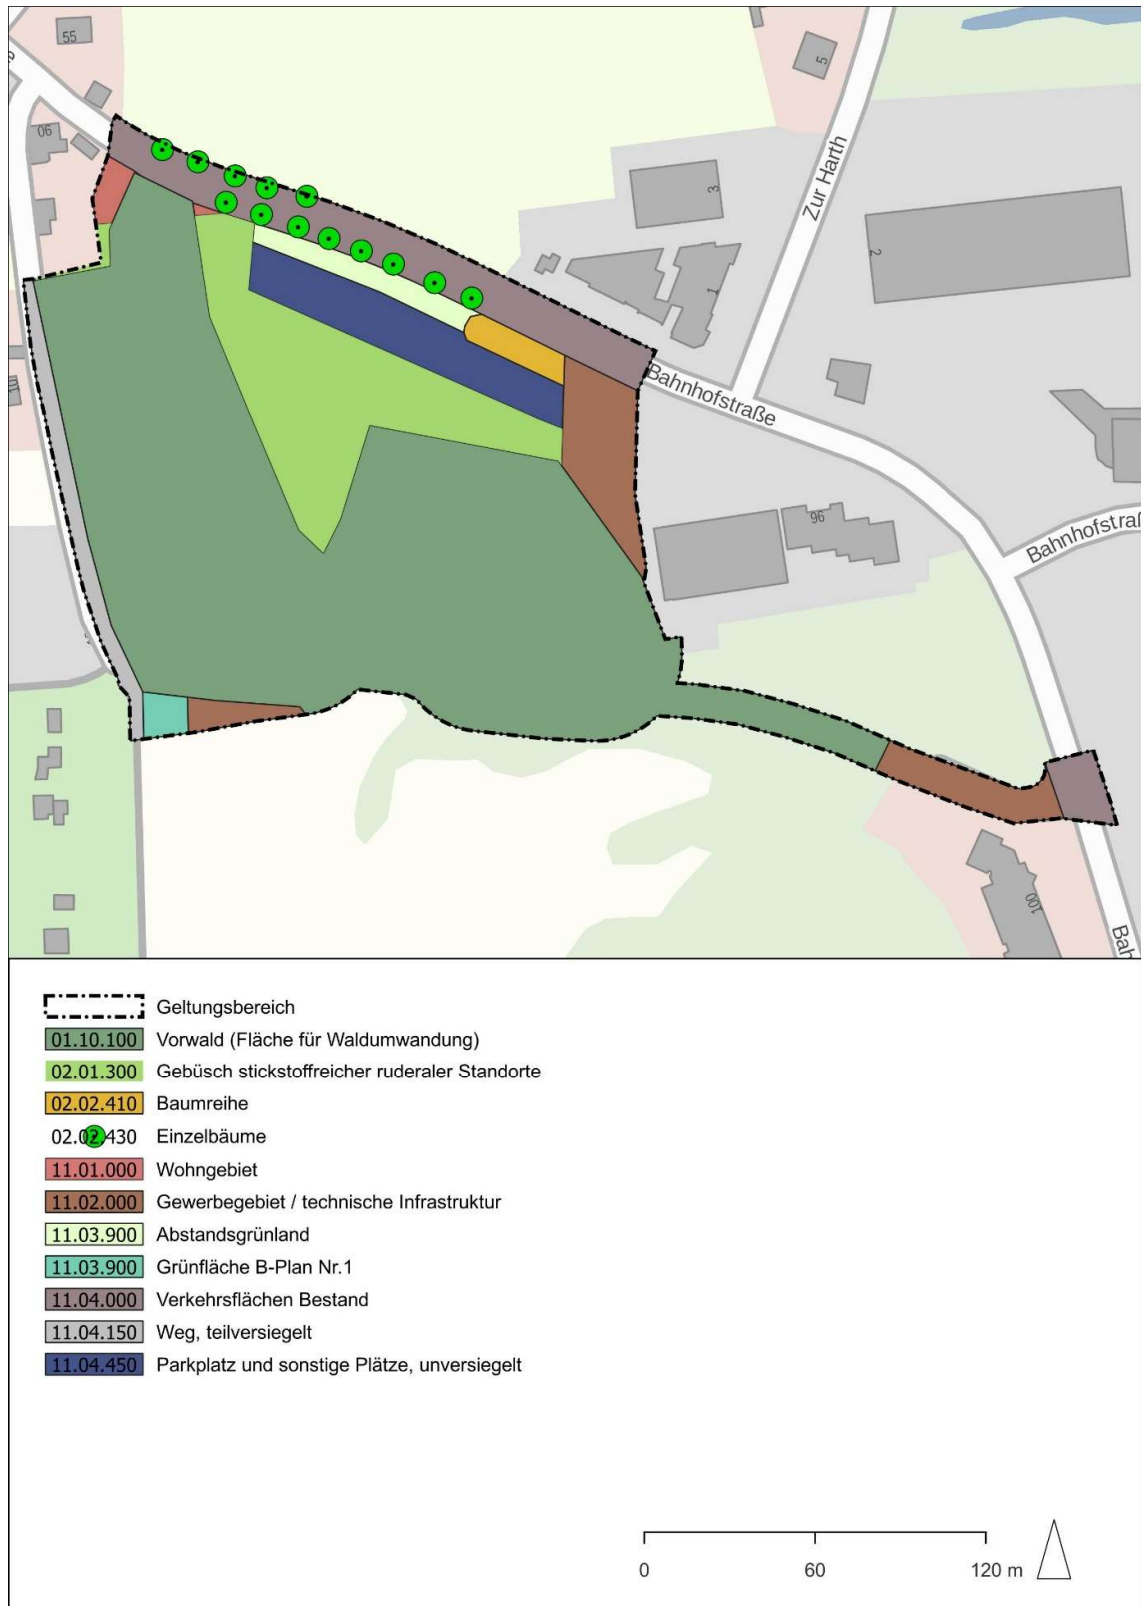 55
5
90
3
Zur Harth
2
1
Bahnhofstraße
96
Bahnhofstraß
100
Bah
Geltungsbereich
01.10.100 Vorwald (Fläche für Waldumwandung)
02.01.300 Gebüsch stickstoffreicher ruderaler Standorte
02.02.410 Baumreihe
02.02.430 Einzelbäume
11.01.000 Wohngebiet
11.02.000 Gewerbegebiet / technische Infrastruktur
11.03.900 Abstandsgrünland
11.03.900 Grünfläche B-Plan Nr.1
11.04.000 Verkehrsflächen Bestand
11.04.150 Weg, teilversiegelt
11.04.450 Parkplatz und sonstige Plätze, unversiegelt
0 60 120 m